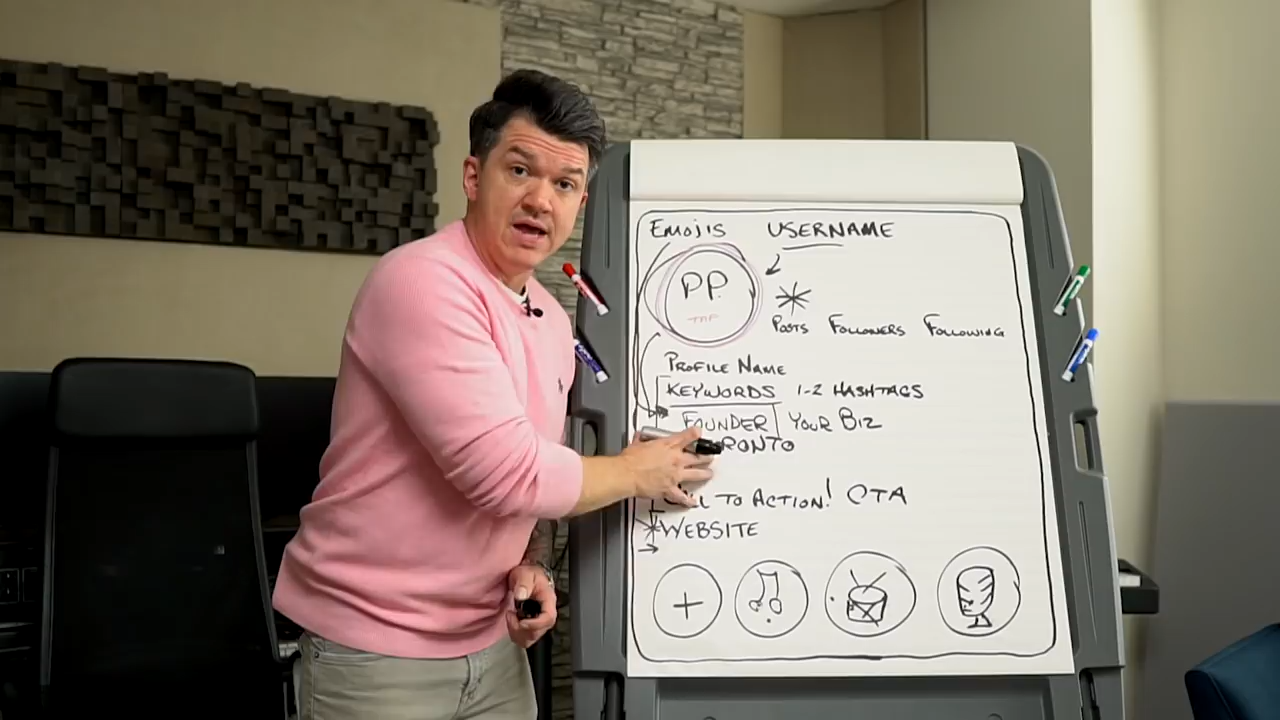 Emojis USERNAME
PP
TAP
Posts Followers Following
Profile Name
Keywords 1-2 Hashtags
Founder Your Biz
To Action! CTA
Website